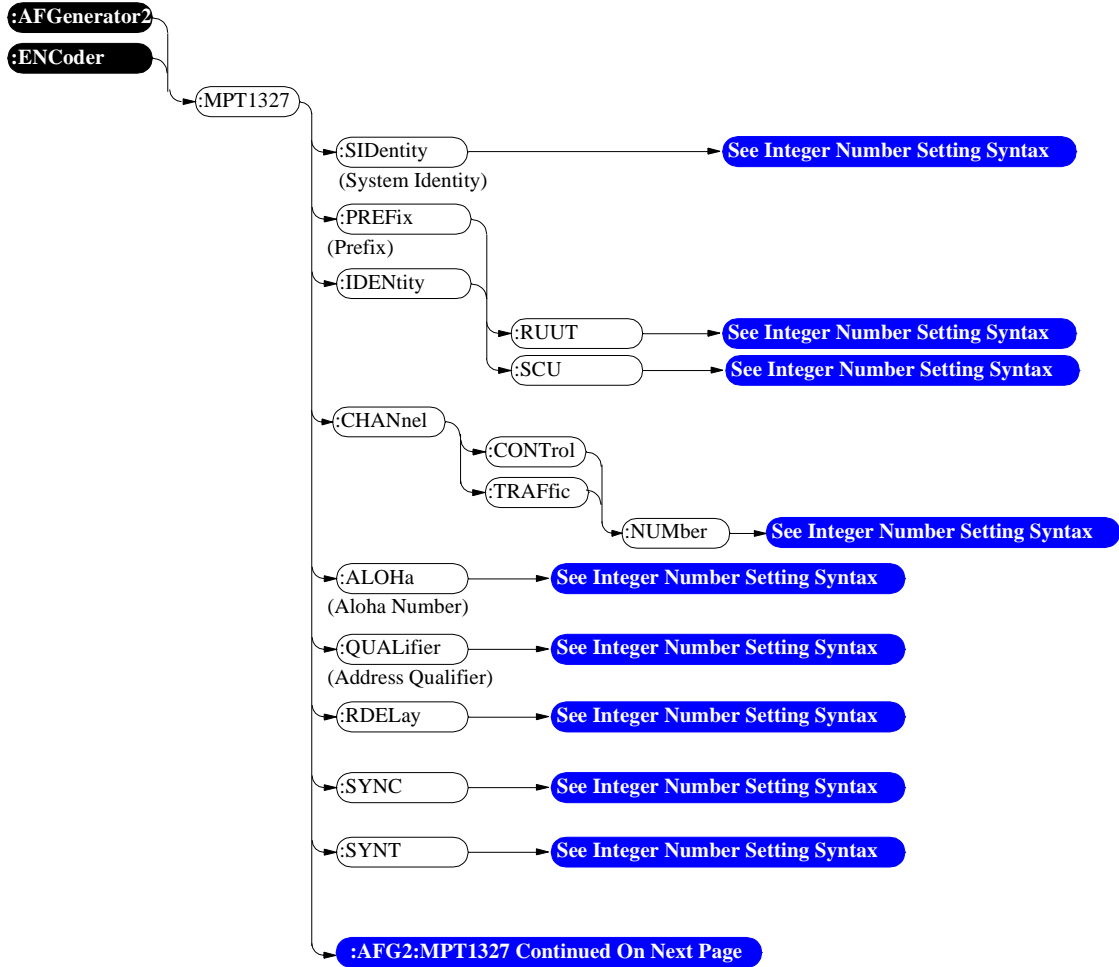 :AFGenerator2
:ENCoder
:MPT1327
:SIDentity See Integer Number Setting Syntax
(System Identity)
:PREFix
(Prefix)
:IDENtity
:RUUT See Integer Number Setting Syntax
:SCU See Integer Number Setting Syntax
:CHANnel
:CONTrol
:TRAFfic
:NUMber See Integer Number Setting Syntax
:ALOHa See Integer Number Setting Syntax
(Aloha Number)
:QUALifier See Integer Number Setting Syntax
(Address Qualifier)
:RDELay See Integer Number Setting Syntax
:SYNC See Integer Number Setting Syntax
:SYNT See Integer Number Setting Syntax
:AFG2:MPT1327 Continued On Next Page